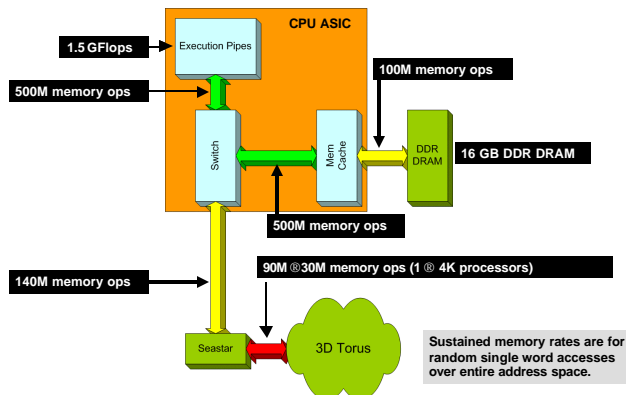 CPU ASIC
1.5 GFlops
Execution Pipes
500M memory ops
100M memory ops
Switch
Mem
Cache
DDR
DRAM
16 GB DDR DRAM
500M memory ops
140M memory ops
90M ®30M memory ops (1 ® 4K processors)
Seastar
3D Torus
Sustained memory rates are for
random single word accesses
over entire address space.